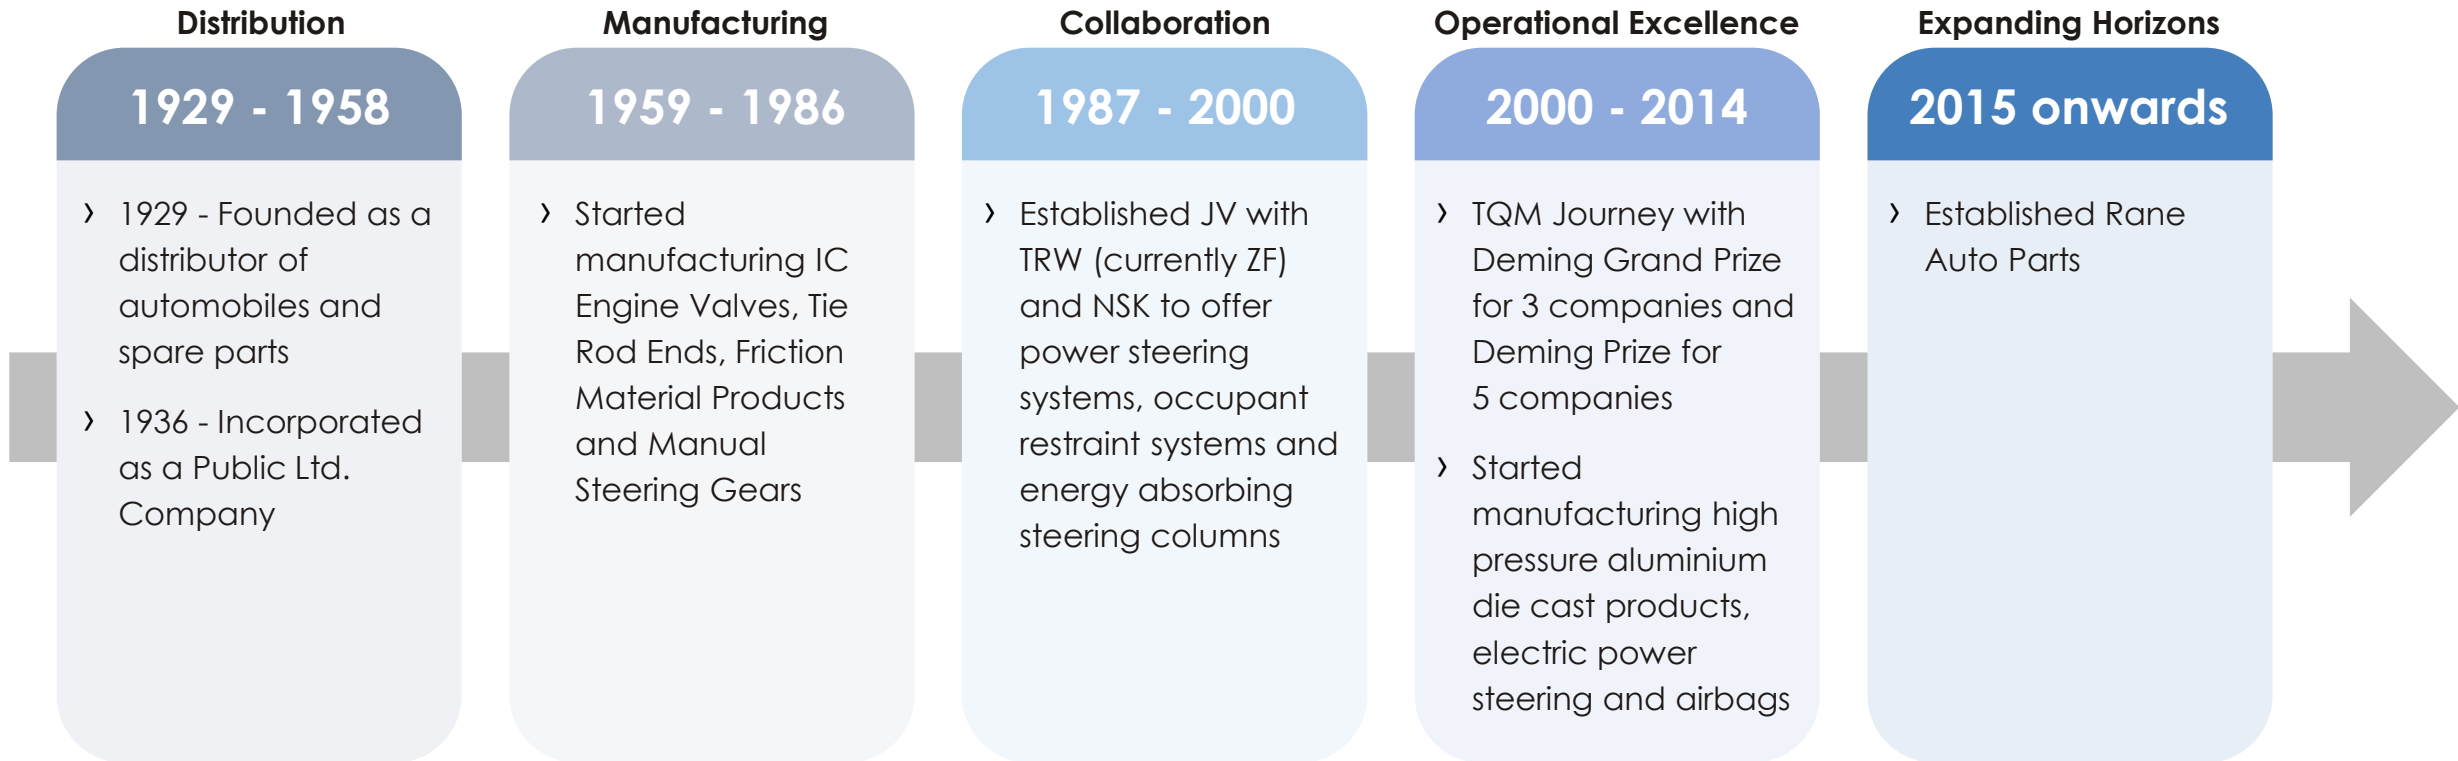 Distribution
1929 - 1958
› 1929 - Founded as a
distributor of
automobiles and
spare parts
› 1936 - Incorporated
as a Public Ltd.
Company
Manufacturing
1959 - 1986
› Started
manufacturing IC
Engine Valves, Tie
Rod Ends, Friction
Material Products
and Manual
Steering Gears
Collaboration
1987 - 2000
› Established JV with
TRW (currently ZF)
and NSK to offer
power steering
systems, occupant
restraint systems and
energy absorbing
steering columns
Operational Excellence
2000 - 2014
› TQM Journey with
Deming Grand Prize
for 3 companies and
Deming Prize for
5 companies
› Started
manufacturing high
pressure aluminium
die cast products,
electric power
steering and airbags
Expanding Horizons
2015 onwards
› Established Rane
Auto Parts